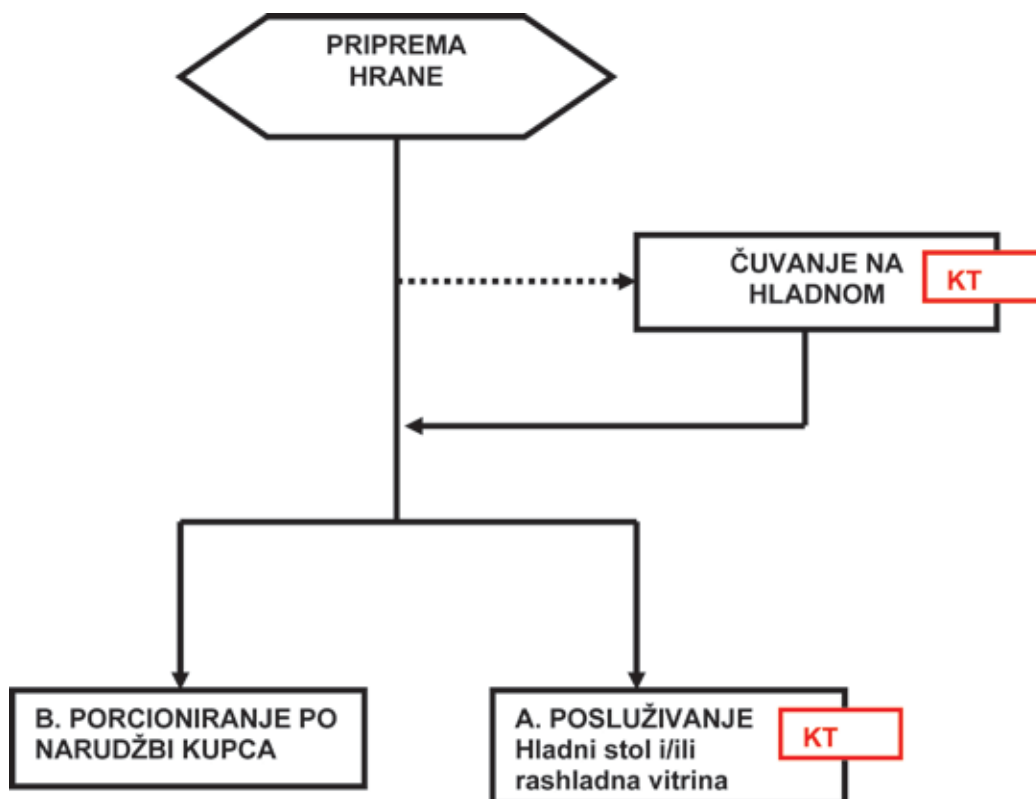 PRIPREMA
HRANE
ČUVANJE NA
HLADNOM
KT
B. PORCIONIRANJE PO
NARUDŽBI KUPCA
A. POSLUŽIVANJE
Hladni stol i/ili
rashladna vitrina
KT